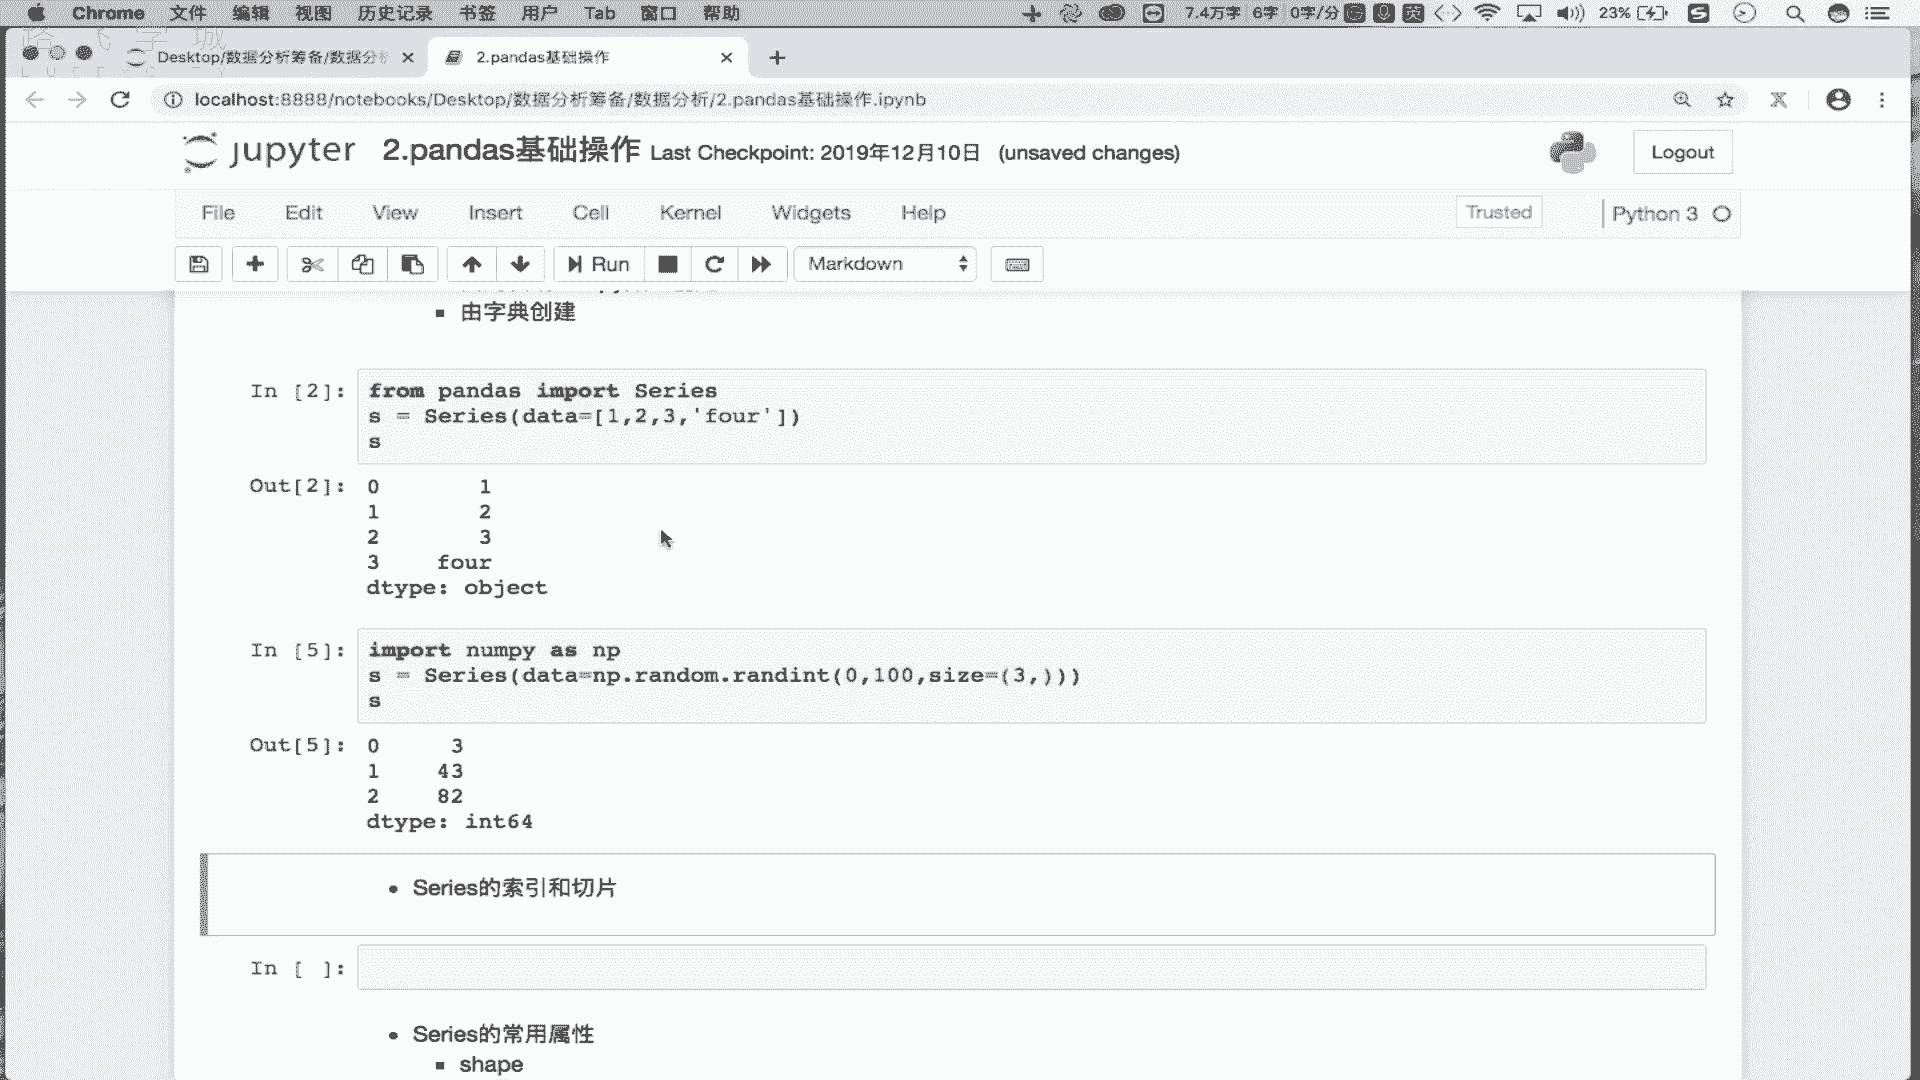 Chrome 文件 编辑 视图 历史记录 书签 用户 Tab 窗口 帮助 7.4万字 6字 0字/分 英 23%
Desktop/数据分析筹备/数据分析 2.pandas基础操作
localhost:8888/notebooks/Desktop/数据分析筹备/数据分析/2.pandas基础操作.ipynb
jupyter 2.pandas基础操作 Last Checkpoint: 2019年12月10日 (unsaved changes) Logout
File Edit View Insert Cell Kernel Widgets Help Trusted Python 3
Run Markdown
由字典创建
In [2]: from pandas import Series
s = Series(data=[1,2,3,'four'])
s
Out[2]: 0 1
1 2
2 3
3 four
dtype: object
In [5]: import numpy as np
s = Series(data=np.random.randint(0,100,size=(3,)))
s
Out[5]: 0 3
1 43
2 82
dtype: int64
Series的索引和切片
In [ ]:
Series的常用属性
shape